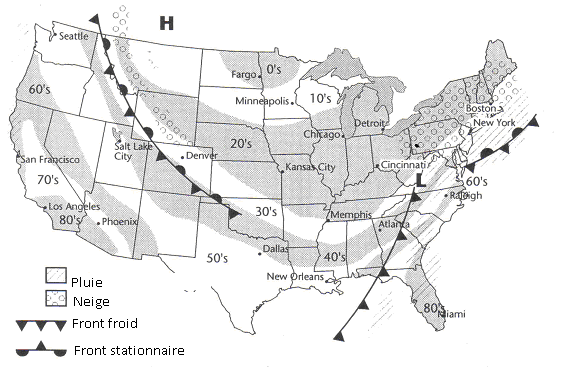 H
Seattle
Fargo
0's
60's
Minneapolis
10's
Boston
New York
Detroit
Chicago
20's
Salt Lake
City
Denver
Cincinnati
San Francisco
Kansas City
L
60's
70's
Raleigh
Los Angeles
80's
Phoenix
30's
Memphis
Atlanta
50's
Dallas
40's
New Orleans
80's
Miami
Pluie
Neige
Front froid
Front stationnaire